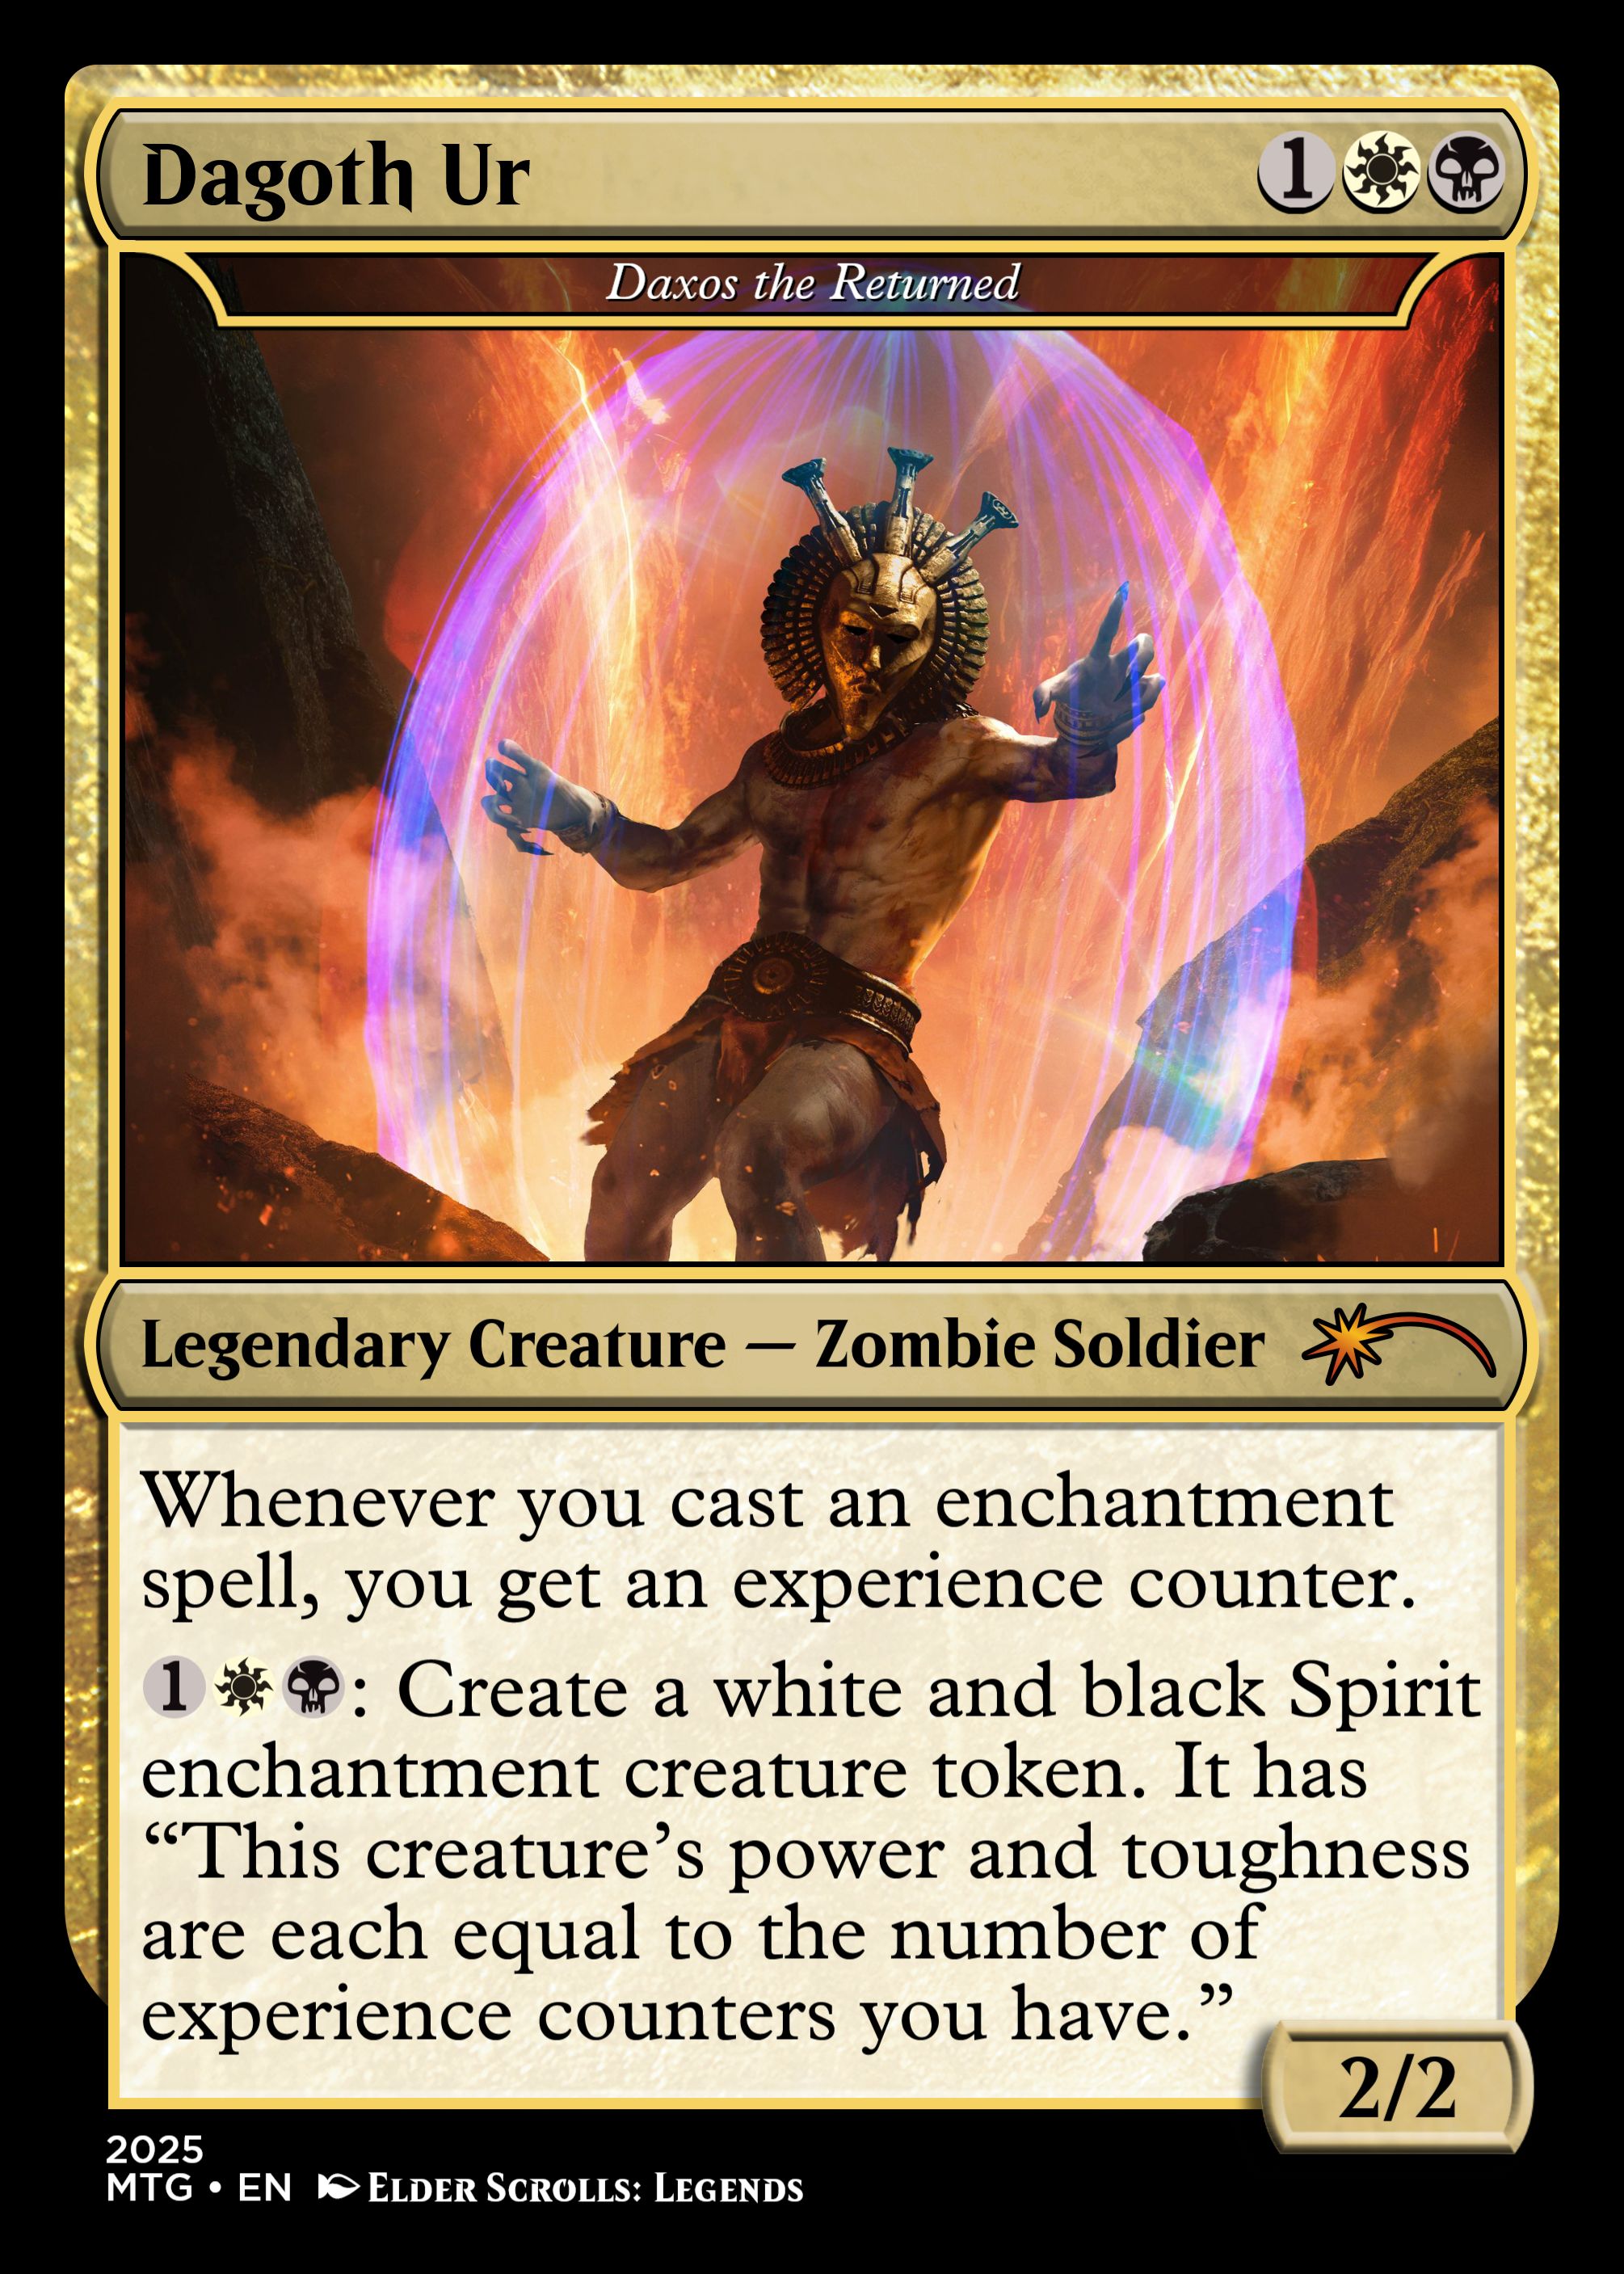 Dagoth Ur 1
Daxos the Returned
Legendary Creature — Zombie Soldier
Whenever you cast an enchantment
spell, you get an experience counter.
1 : Create a white and black Spirit
enchantment creature token. It has
“This creature’s power and toughness
are each equal to the number of
experience counters you have.”
2/2
2025
MTG • EN Elder Scrolls: Legends